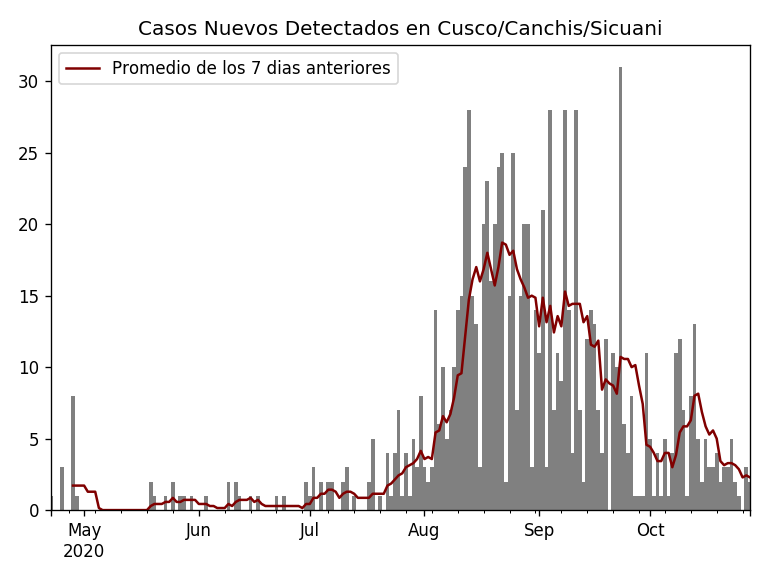 Casos Nuevos Detectados en Cusco/Canchis/Sicuani
Promedio de los 7 dias anteriores
30
25
20
15
10
5
0
May Jun Jul Aug Sep Oct
2020